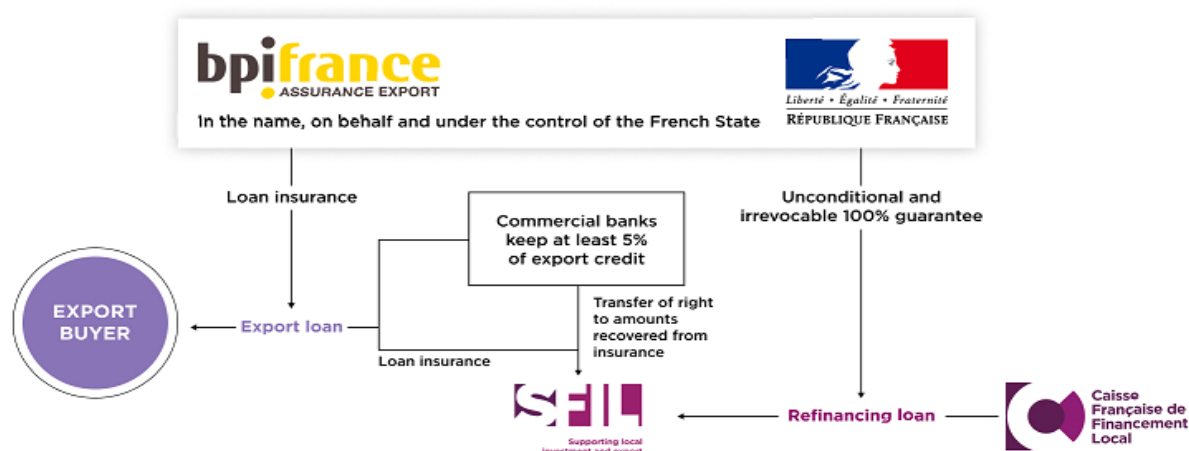 bpifrance
ASSURANCE EXPORT
In the name, on behalf and under the control of the French State
Liberté • Égalité • Fraternité
RÉPUBLIQUE FRANÇAISE
Loan insurance
Unconditional and
irrevocable 100% guarantee
Commercial banks
keep at least 5%
of export credit
EXPORT
BUYER
Export loan
Transfer of right
to amounts
recovered from
insurance
Loan insurance
SFIL
Supporting local
investment and export
Refinancing loan
Caisse
Française de
Financement
Local